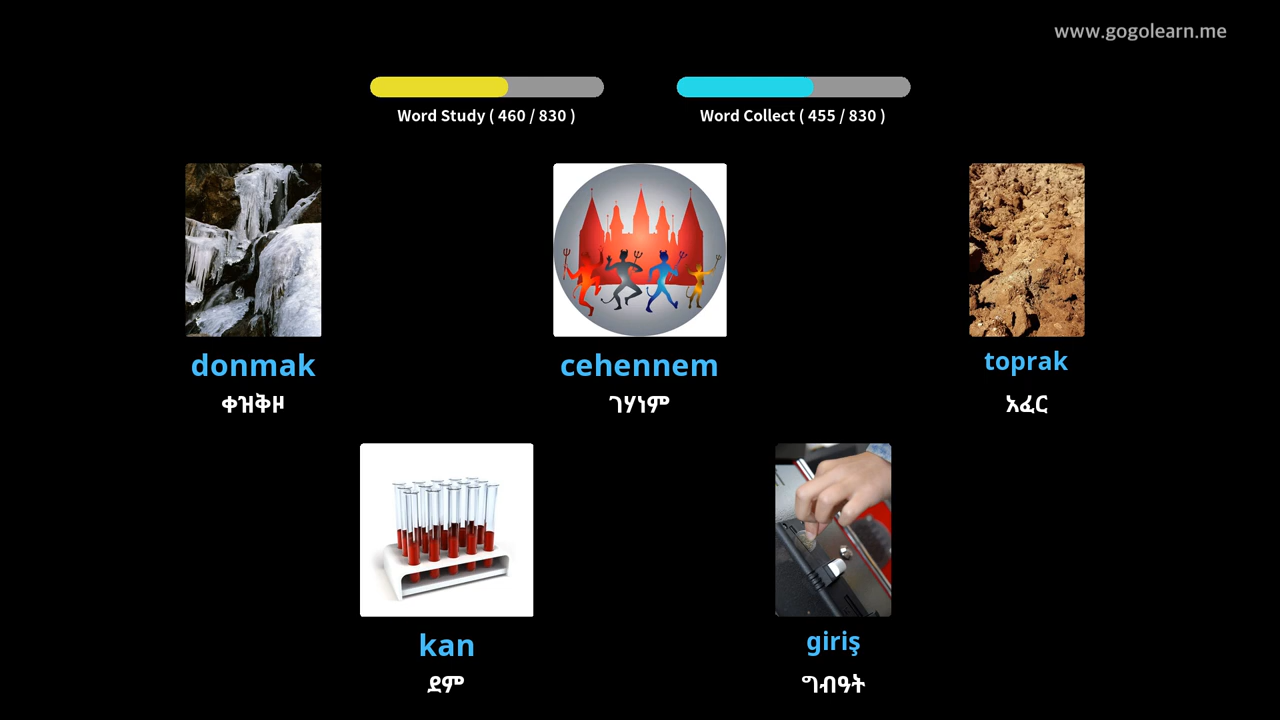 www.gogolearn.me
Word Study ( 460 / 830 )
Word Collect ( 455 / 830 )
donmak
ቀዝቅዞ
cehennem
ገሃነም
toprak
አፈር
kan
ደም
giriş
ግብዓት